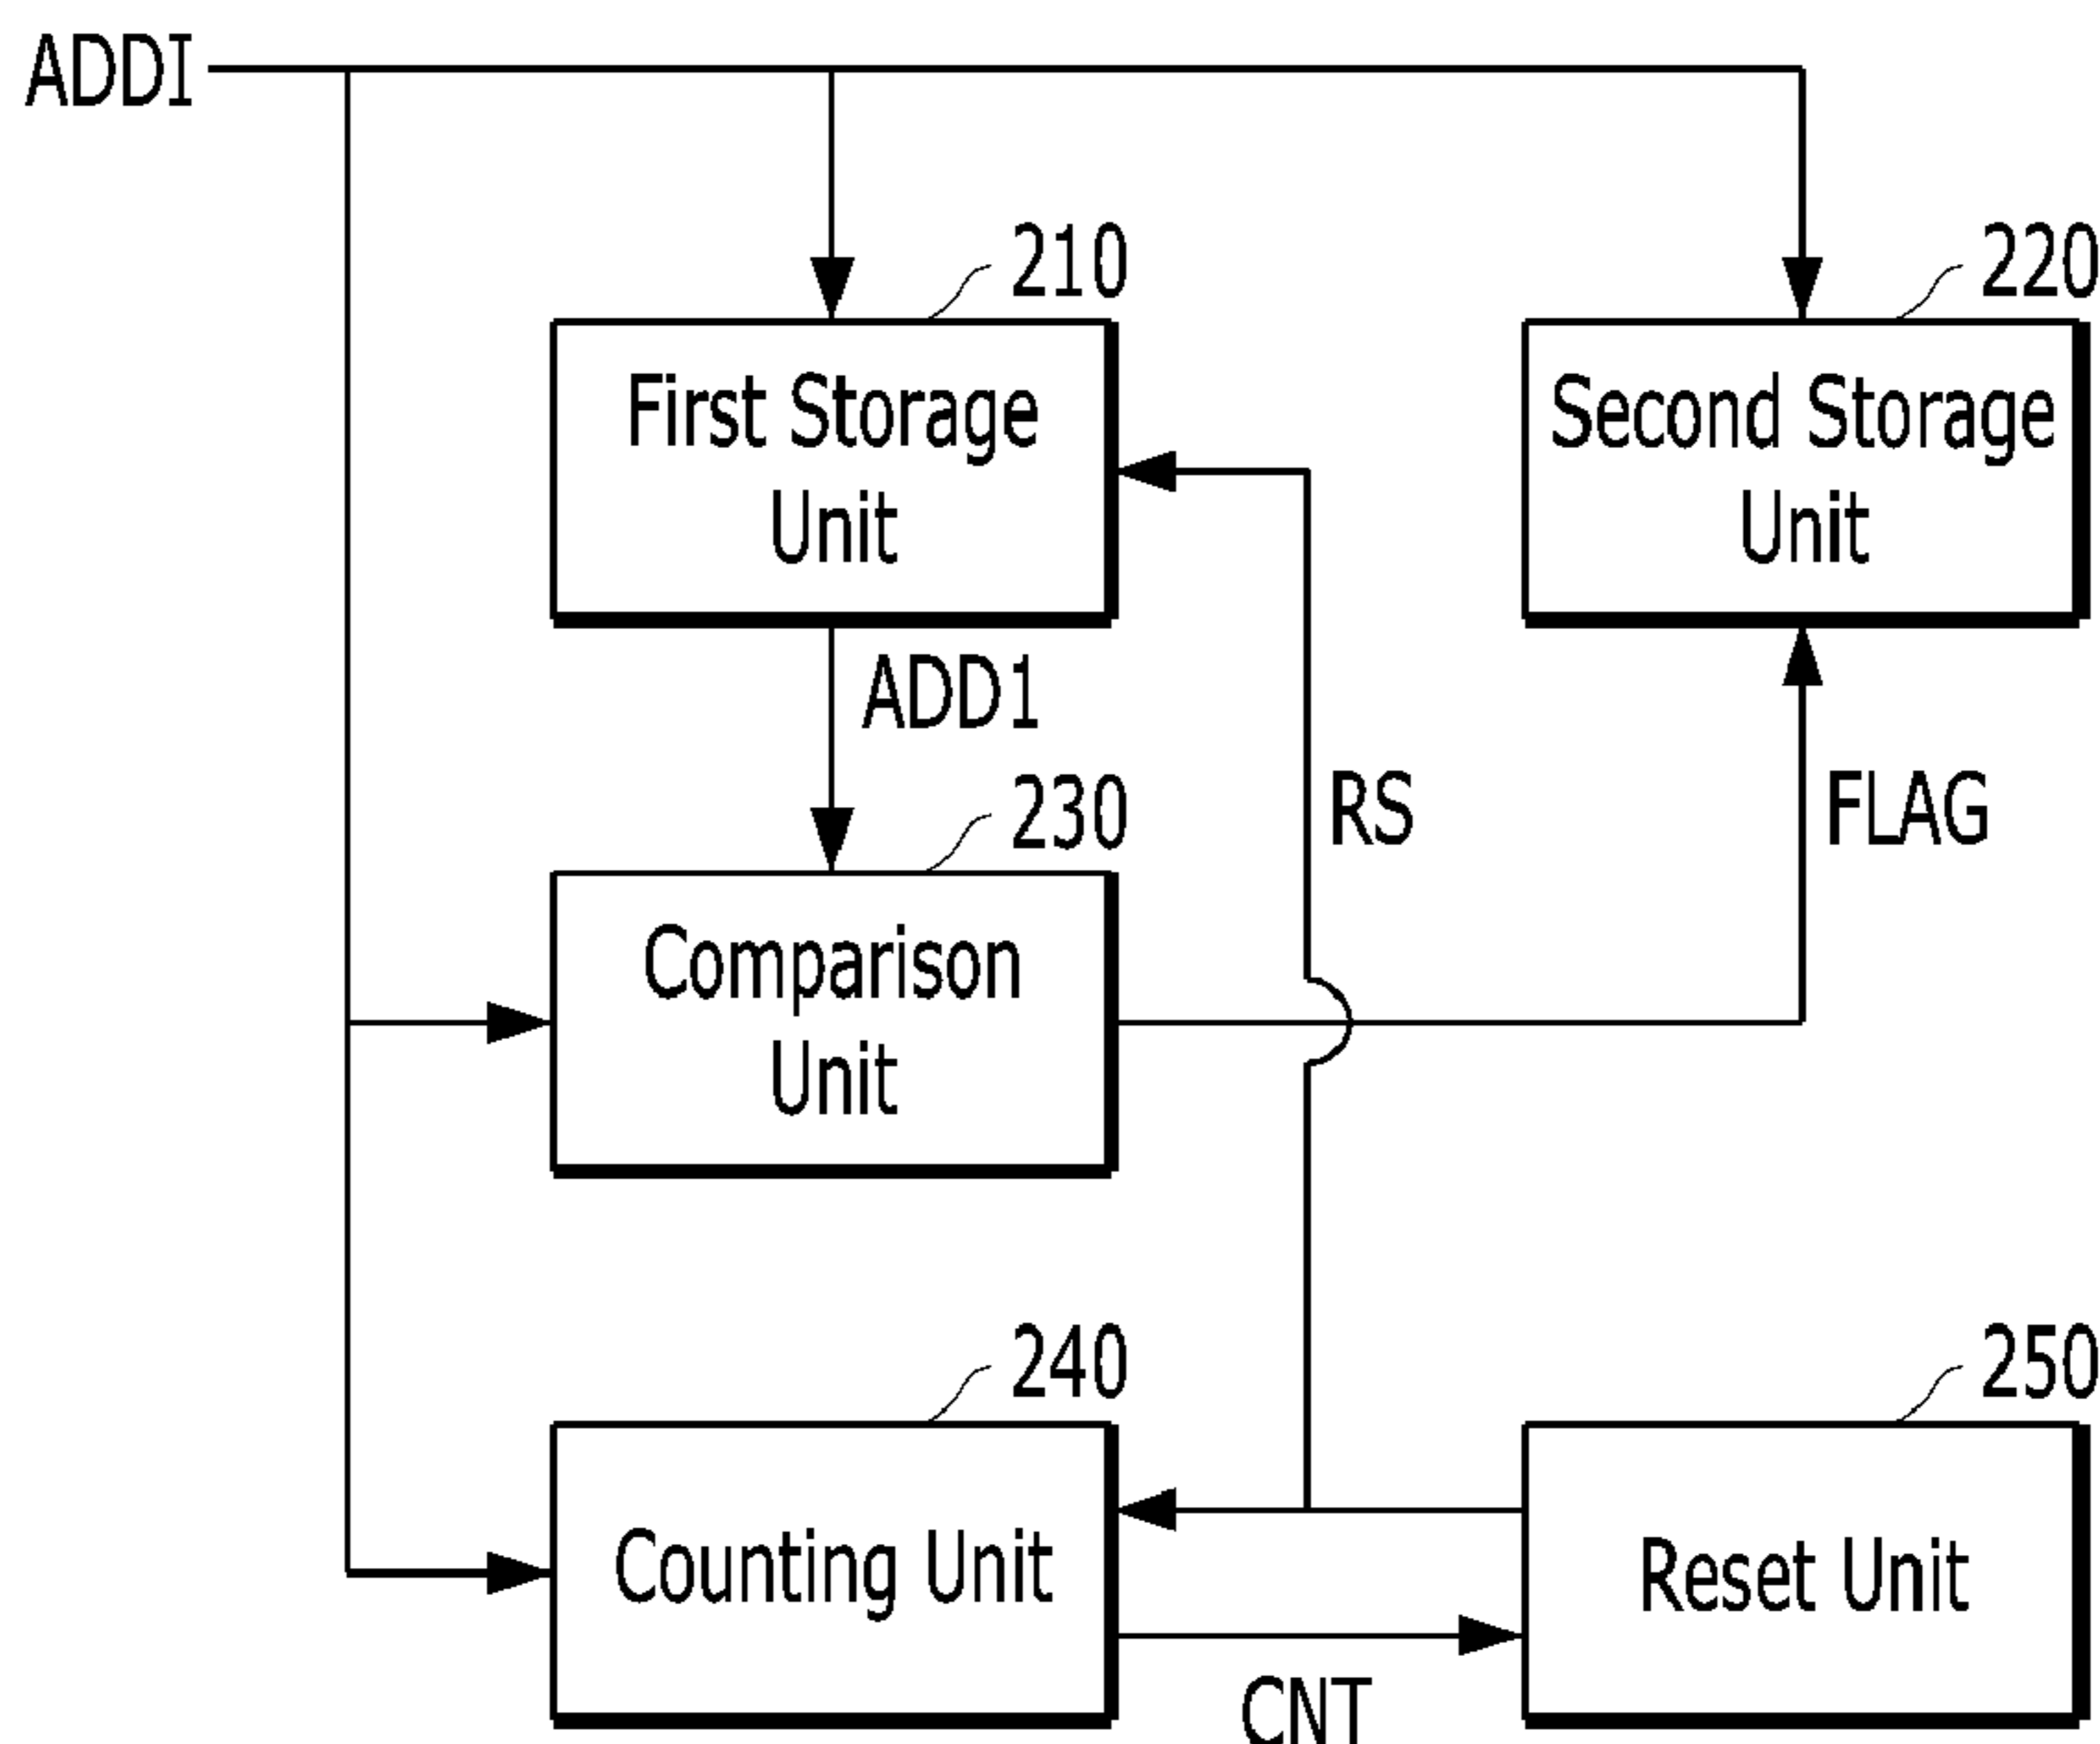 ADDI
210
220
First Storage
Unit
Second Storage
Unit
ADD1
230
RS
FLAG
Comparison
Unit
240
250
Counting Unit
Reset Unit
CNT